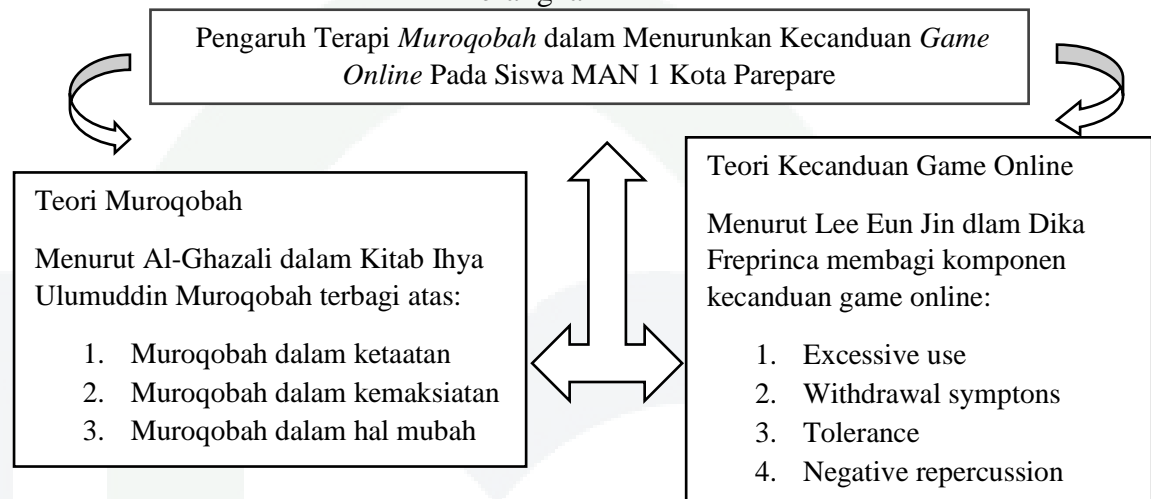 Pengaruh Terapi Muroqobah dalam Menurunkan Kecanduan Game
Online Pada Siswa MAN 1 Kota Parepare
Teori Muroqobah
Menurut Al-Ghazali dalam Kitab Ihya
Ulumuddin Muroqobah terbagi atas:
1. Muroqobah dalam ketaatan
2. Muroqobah dalam kemaksiatan
3. Muroqobah dalam hal mubah
Teori Kecanduan Game Online
Menurut Lee Eun Jin dlam Dika
Freprinca membagi komponen
kecanduan game online:
1. Excessive use
2. Withdrawal symptons
3. Tolerance
4. Negative repercussion